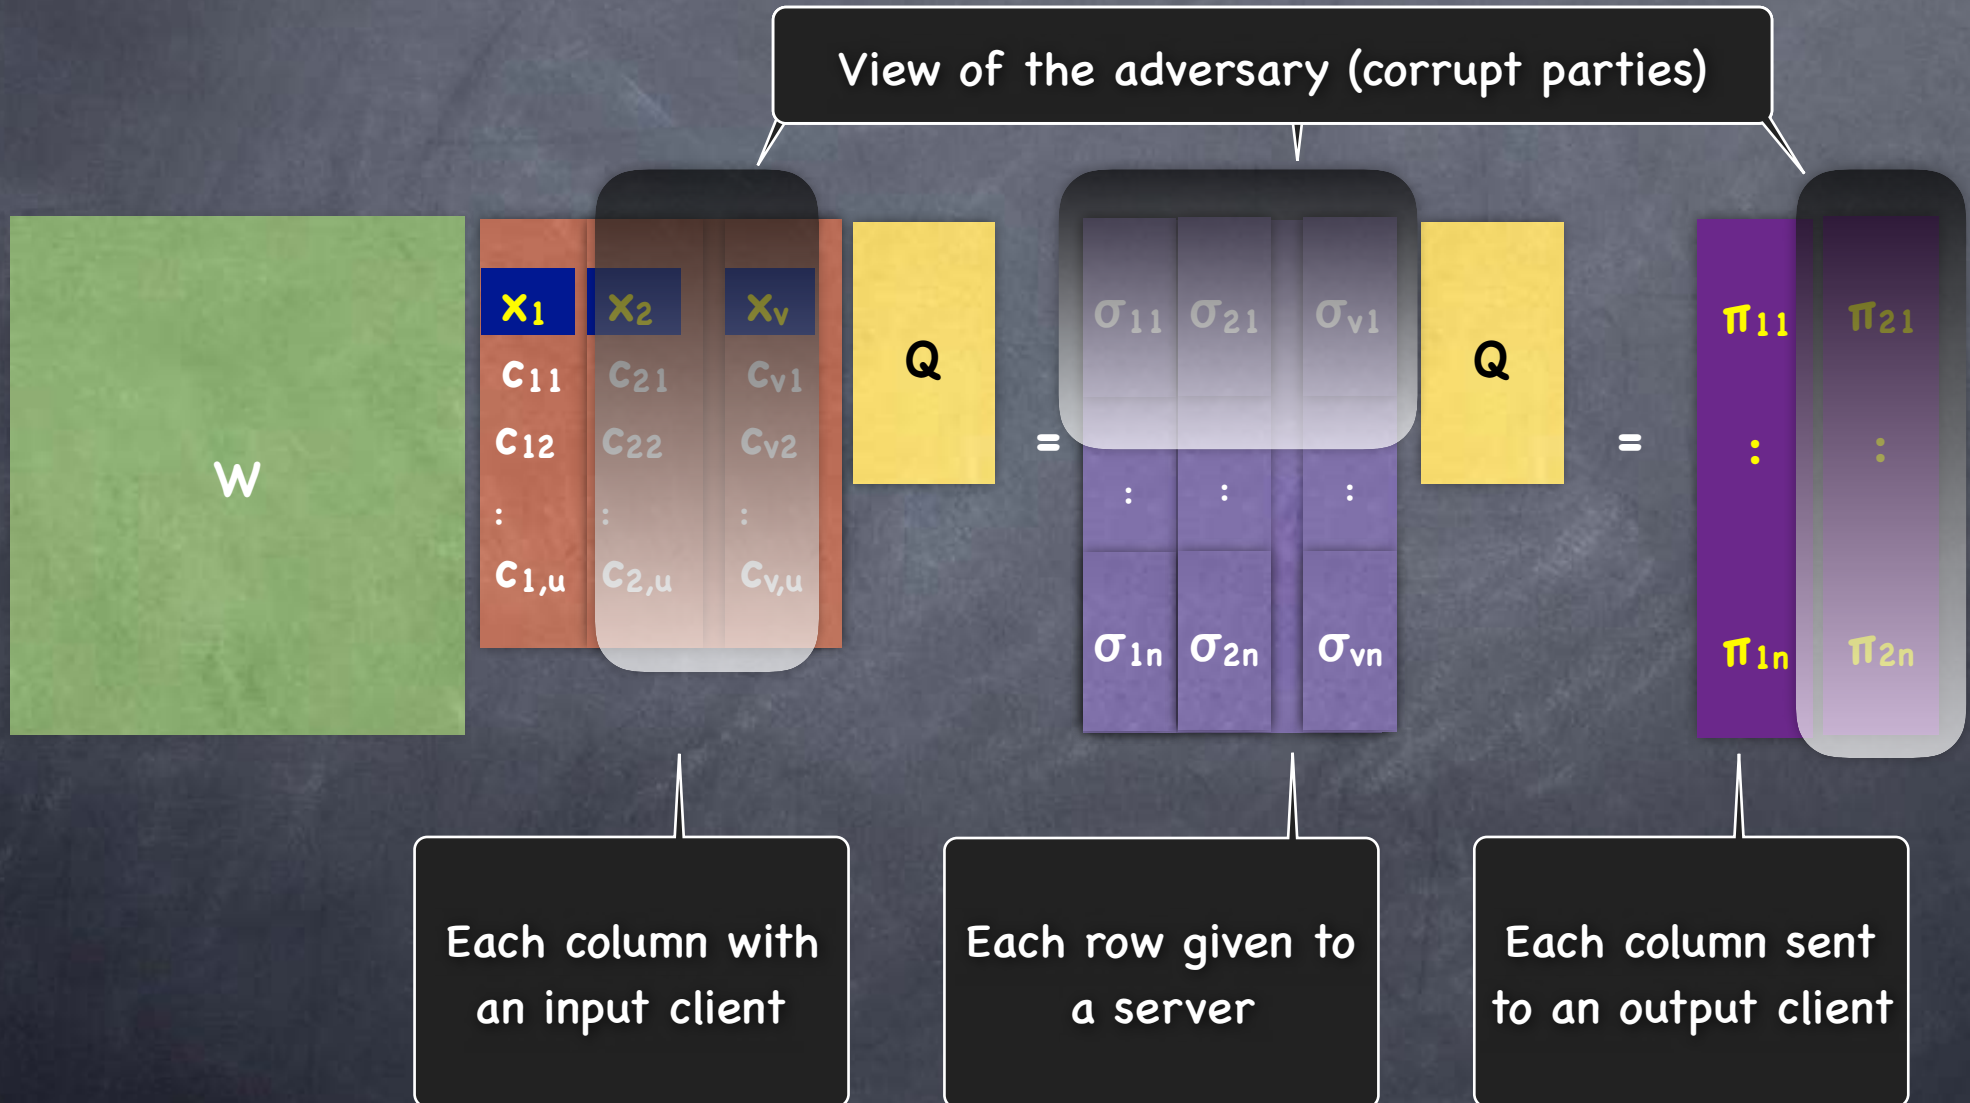 View of the adversary (corrupt parties)
W
x1 x2 xv
c11 c21 cv1
c12 c22 cv2
: : :
c1,u c2,u cv,u
Q
=
σ11 σ21 σv1
: : :
σ1n σ2n σvn
Q
=
π11 π21
: :
π1n π2n
Each column with
an input client
Each row given to
a server
Each column sent
to an output client